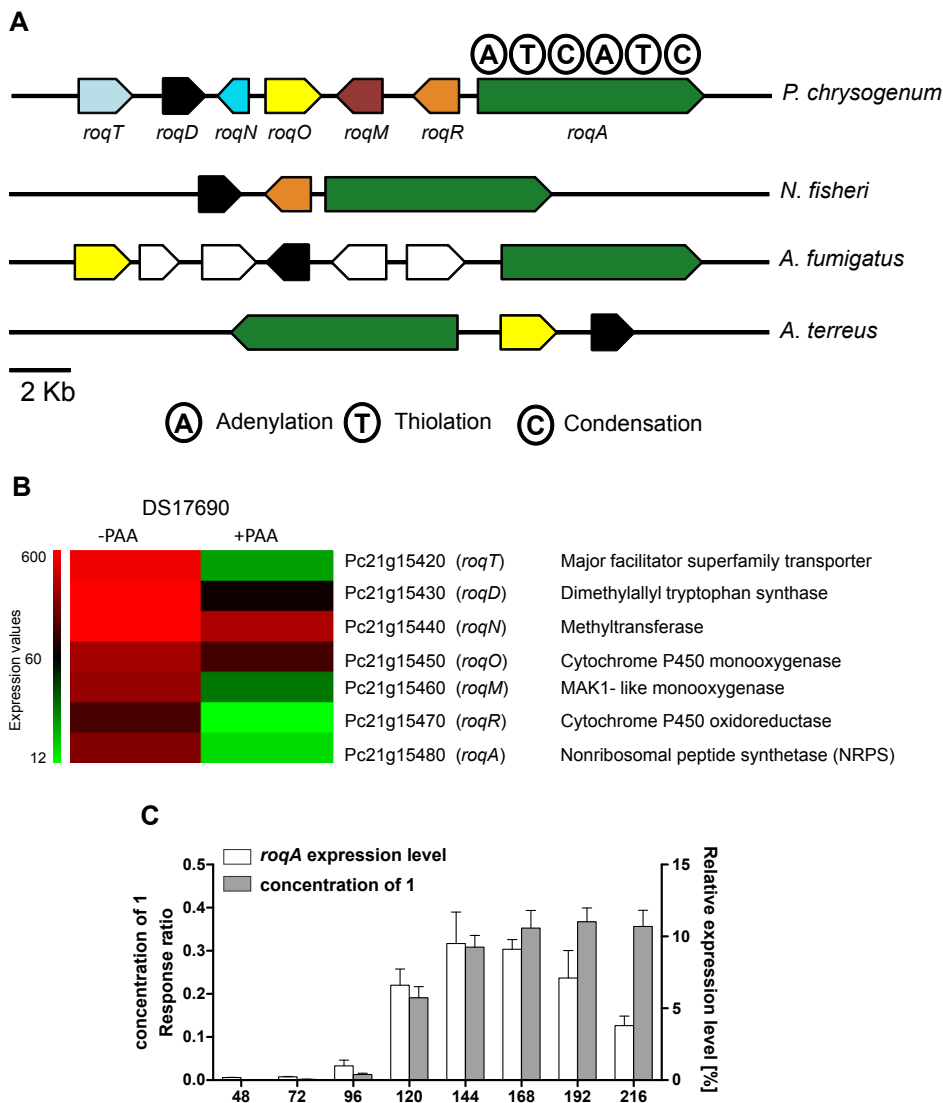 A
A T C A T C
P. chrysogenum
roqT roqD roqN roqO roqM roqR roqA
N. fisheri
A. fumigatus
A. terreus
2 Kb
A Adenylation T Thiolation C Condensation
B
DS17690
-PAA +PAA
600
60
12
Expression values
Pc21g15420 (roqT) Major facilitator superfamily transporter
Pc21g15430 (roqD) Dimethylallyl tryptophan synthase
Pc21g15440 (roqN) Methyltransferase
Pc21g15450 (roqO) Cytochrome P450 monooxygenase
Pc21g15460 (roqM) MAK1- like monooxygenase
Pc21g15470 (roqR) Cytochrome P450 oxidoreductase
Pc21g15480 (roqA) Nonribosomal peptide synthetase (NRPS)
C
roqA expression level
concentration of 1
concentration of 1
Response ratio
0.5
0.4
0.3
0.2
0.1
0.0
15
10
5
0
Relative expression level [%]
48 72 96 120 144 168 192 216